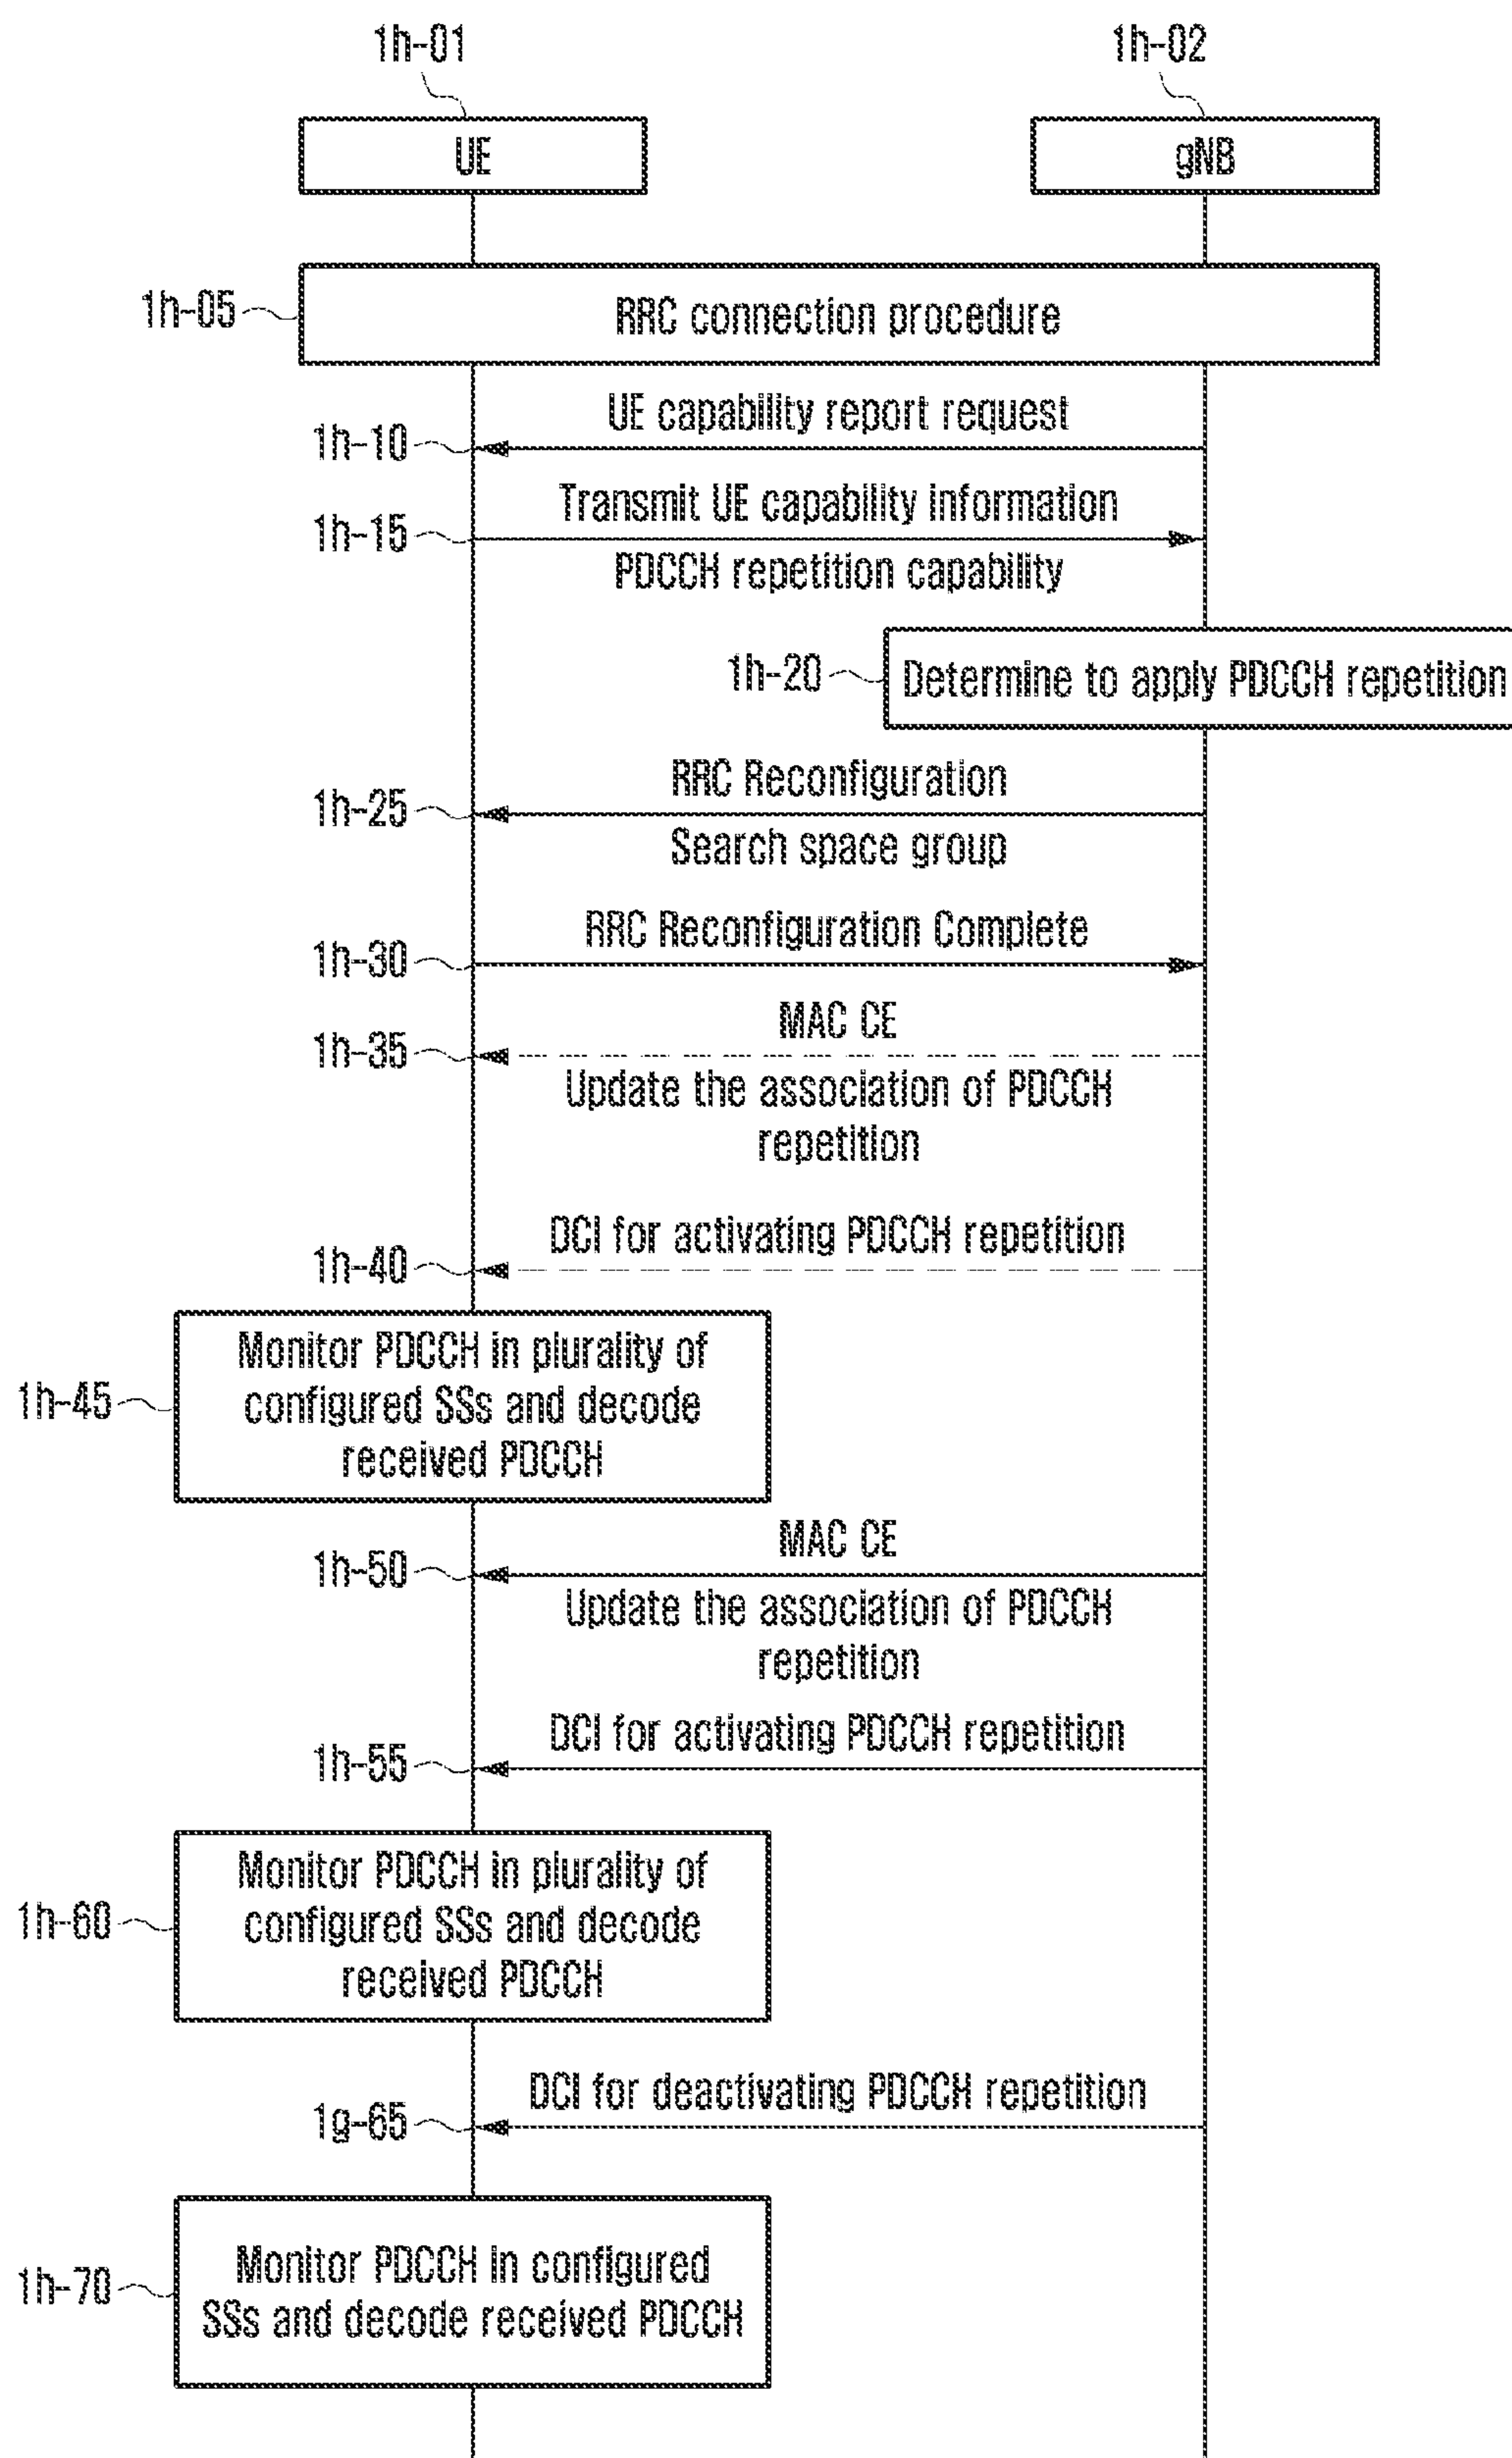 1h-01
1h-02
UE
gNB
1h-05
RRC connection procedure
UE capability report request
1h-10
Transmit UE capability information
1h-15
PDCCH repetition capability
1h-20
Determine to apply PDCCH repetition
RRC Reconfiguration
1h-25
Search space group
RRC Reconfiguration Complete
1h-30
MAC CE
1h-35
Update the association of PDCCH
repetition
DCI for activating PDCCH repetition
1h-40
Monitor PDCCH in plurality of
configured SSs and decode
received PDCCH
1h-45
MAC CE
1h-50
Update the association of PDCCH
repetition
DCI for activating PDCCH repetition
1h-55
Monitor PDCCH in plurality of
configured SSs and decode
received PDCCH
1h-60
DCI for deactivating PDCCH repetition
1g-65
Monitor PDCCH in configured
SSs and decode received PDCCH
1h-70